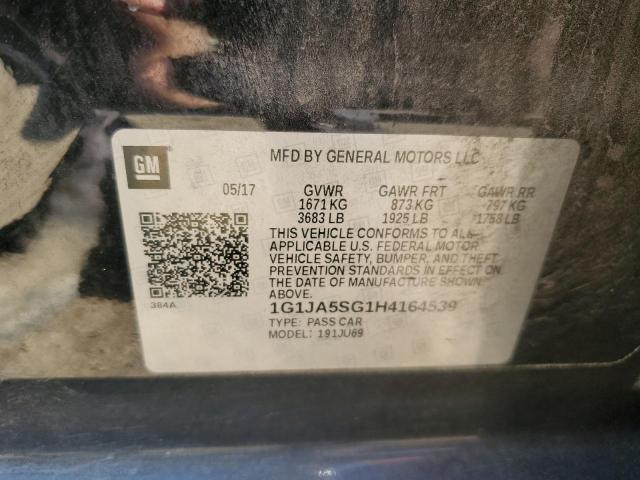 GM
MFD BY GENERAL MOTORS LLC
05/17 GVWR GAWR FRT GAWR RR
1671 KG 873 KG 797 KG
3683 LB 1925 LB 1758 LB
THIS VEHICLE CONFORMS TO ALL
APPLICABLE U.S. FEDERAL MOTOR
VEHICLE SAFETY, BUMPER, AND THEFT
PREVENTION STANDARDS IN EFFECT ON
THE DATE OF MANUFACTURE SHOWN
ABOVE.
384A 1G1JA5SG1H4164539
TYPE: PASS CAR
MODEL: 191JU69